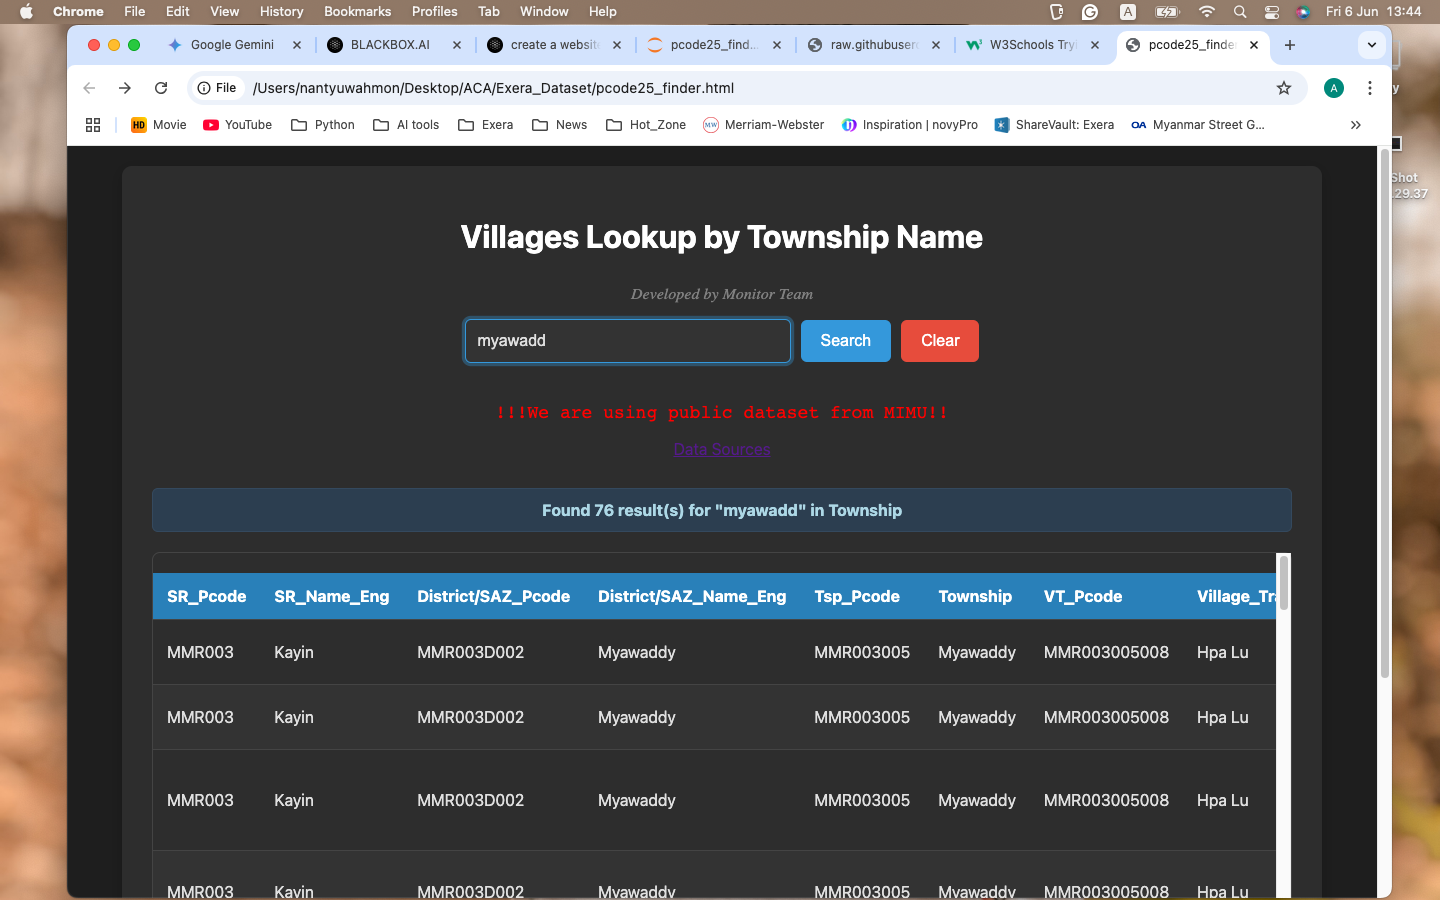 Chrome File Edit View History Bookmarks Profiles Tab Window Help A Fri 6 Jun 13:44
Google Gemini BLACKBOX.AI create a website pcode25_find... raw.githubuserc W3Schools Try pcode25_finde
File /Users/nantyuwahmon/Desktop/ACA/Exera_Dataset/pcode25_finder.html A
HD Movie YouTube Python AI tools Exera News Hot_Zone MW Merriam-Webster Inspiration | novyPro ShareVault: Exera OA Myanmar Street G... »
y
Shot
.29.37
Villages Lookup by Township Name
Developed by Monitor Team
myawadd Search Clear
!!!We are using public dataset from MIMU!!
Data Sources
Found 76 result(s) for "myawadd" in Township
SR_Pcode SR_Name_Eng District/SAZ_Pcode District/SAZ_Name_Eng Tsp_Pcode Township VT_Pcode Village_Tra
MMR003 Kayin MMR003D002 Myawaddy MMR003005 Myawaddy MMR003005008 Hpa Lu
MMR003 Kayin MMR003D002 Myawaddy MMR003005 Myawaddy MMR003005008 Hpa Lu
MMR003 Kayin MMR003D002 Myawaddy MMR003005 Myawaddy MMR003005008 Hpa Lu
MMR003 Kayin MMR003D002 Myawaddy MMR003005 Myawaddy MMR003005008 Hpa Lu